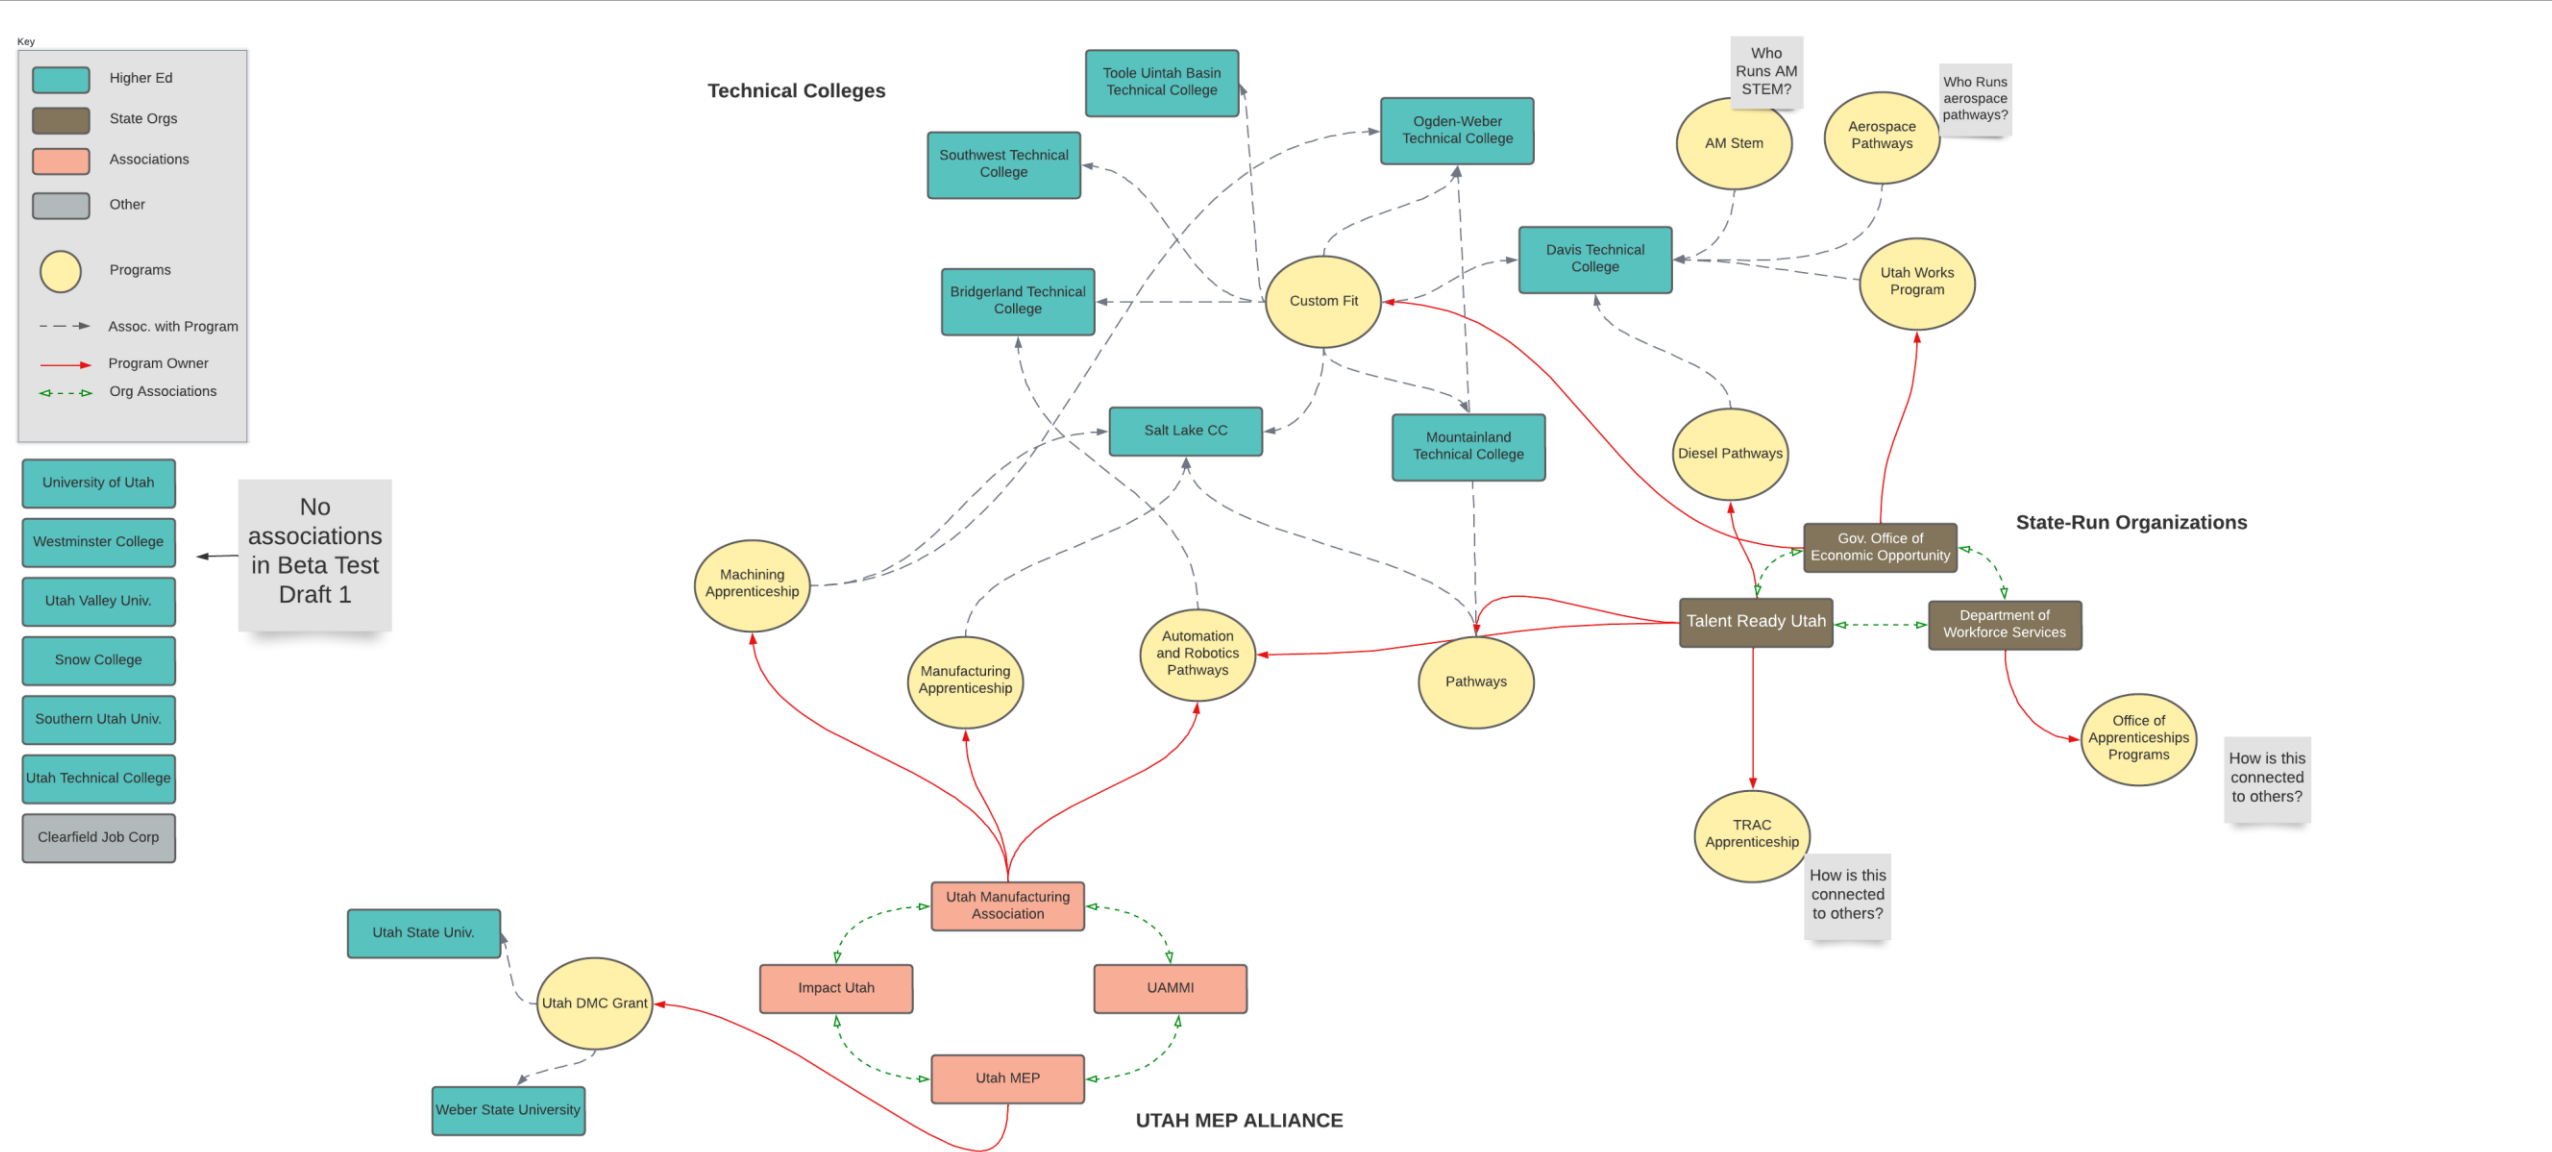 Key
Higher Ed
State Orgs
Associations
Other
Programs
Assoc. with Program
Program Owner
Org Associations
University of Utah
Westminster College
Utah Valley Univ.
Snow College
Southern Utah Univ.
Utah Technical College
Clearfield Job Corp
No
associations
in Beta Test
Draft 1
Technical Colleges
Toole Uintah Basin
Technical College
Southwest Technical
College
Ogden-Weber
Technical College
Bridgerland Technical
College
Custom Fit
Davis Technical
College
Who
Runs AM
STEM?
AM Stem
Aerospace
Pathways
Who Runs
aerospace
pathways?
Utah Works
Program
Salt Lake CC
Mountainland
Technical College
Diesel Pathways
State-Run Organizations
Gov. Office of
Economic Opportunity
Talent Ready Utah
Department of
Workforce Services
Machining
Apprenticeship
Manufacturing
Apprenticeship
Automation
and Robotics
Pathways
Pathways
Office of
Apprenticeships
Programs
How is this
connected
to others?
TRAC
Apprenticeship
How is this
connected
to others?
Utah Manufacturing
Association
Impact Utah
UAMMI
Utah MEP
UTAH MEP ALLIANCE
Utah State Univ.
Utah DMC Grant
Weber State University